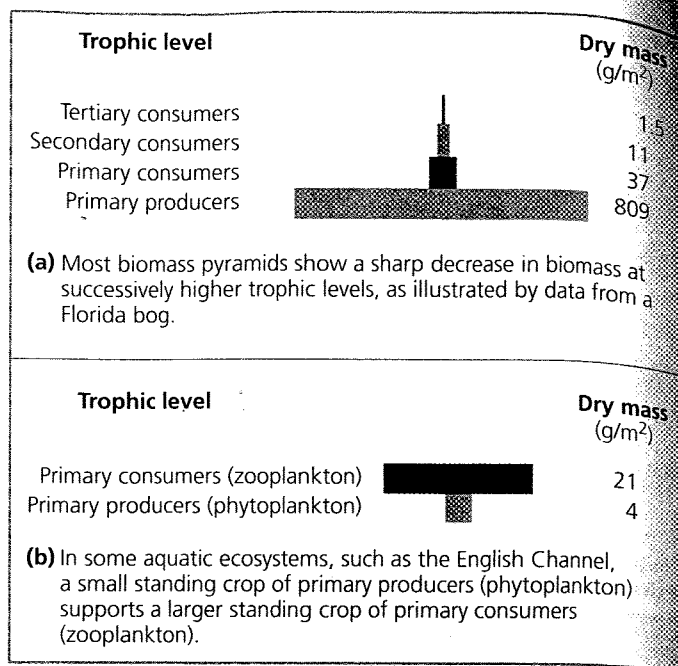 Trophic level Dry mass
(g/m²)
Tertiary consumers 1.5
Secondary consumers 11
Primary consumers 37
Primary producers 809
(a) Most biomass pyramids show a sharp decrease in biomass at
successively higher trophic levels, as illustrated by data from a
Florida bog.
Trophic level Dry mass
(g/m²)
Primary consumers (zooplankton) 21
Primary producers (phytoplankton) 4
(b) In some aquatic ecosystems, such as the English Channel,
a small standing crop of primary producers (phytoplankton)
supports a larger standing crop of primary consumers
(zooplankton).